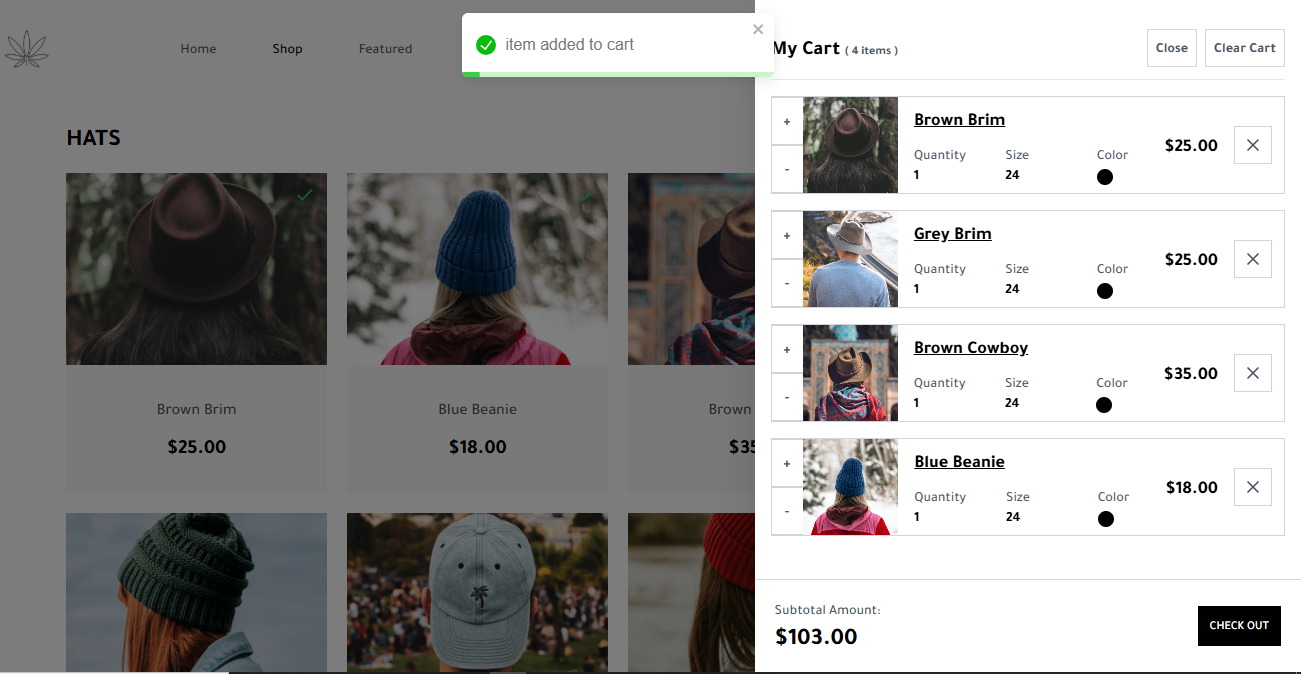 Home Shop Featured
item added to cart
My Cart ( 4 items )
Close
Clear Cart
HATS
Brown Brim
$25.00
Blue Beanie
$18.00
Brown
+
-
Brown Brim
Quantity Size Color
1 24
$25.00
+
-
Grey Brim
Quantity Size Color
1 24
$25.00
+
-
Brown Cowboy
Quantity Size Color
1 24
$35.00
+
-
Blue Beanie
Quantity Size Color
1 24
$18.00
Subtotal Amount:
$103.00
CHECK OUT